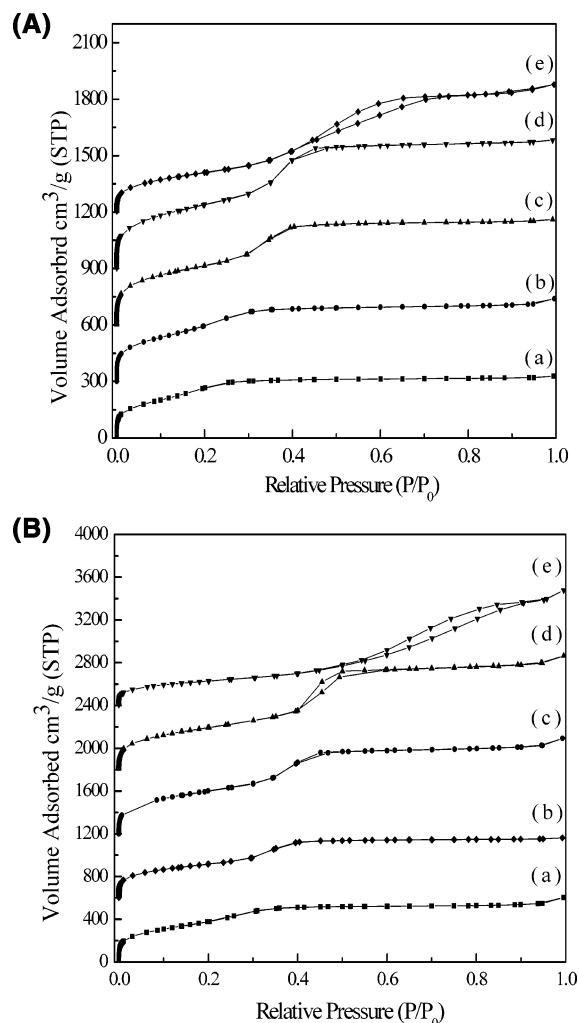 (A)
2100
(e)
1800
(d)
1500
1200
(c)
900
(b)
600
(a)
300
0
0.0 0.2 0.4 0.6 0.8 1.0
Relative Pressure (P/P0)
Volume Adsorbrd cm3/g (STP)
(B)
4000
(e)
3600
3200
(d)
2800
2400
(c)
2000
1600
(b)
1200
(a)
800
400
0
0.0 0.2 0.4 0.6 0.8 1.0
Relative Pressure (P/P0)
Volume Adsorbed cm3/g (STP)